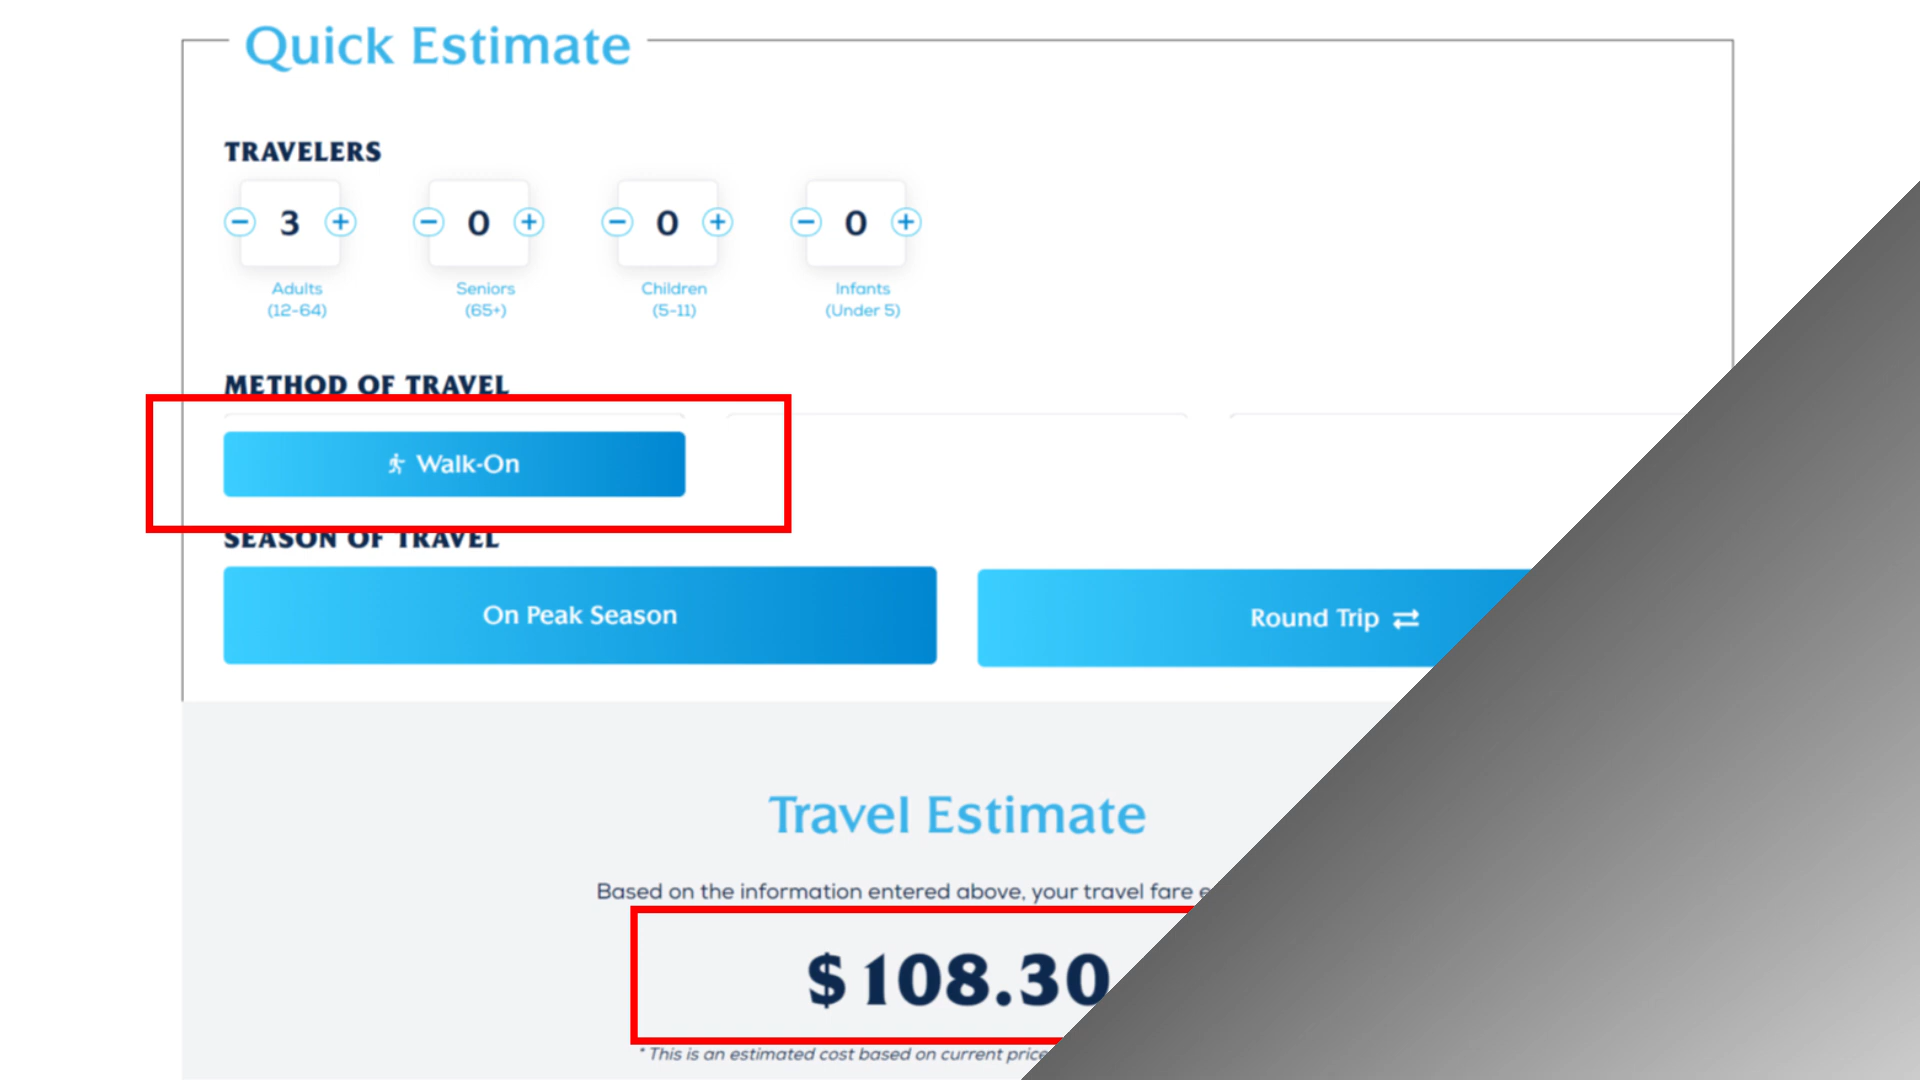 Quick Estimate
TRAVELERS
− 3 + − 0 + − 0 + − 0 +
Adults Seniors Children Infants
(12-64) (65+) (5-11) (Under 5)
METHOD OF TRAVEL
Walk-On
SEASON OF TRAVEL
On Peak Season Round Trip
Travel Estimate
Based on the information entered above, your travel fare
$108.30
* This is an estimated cost based on current price